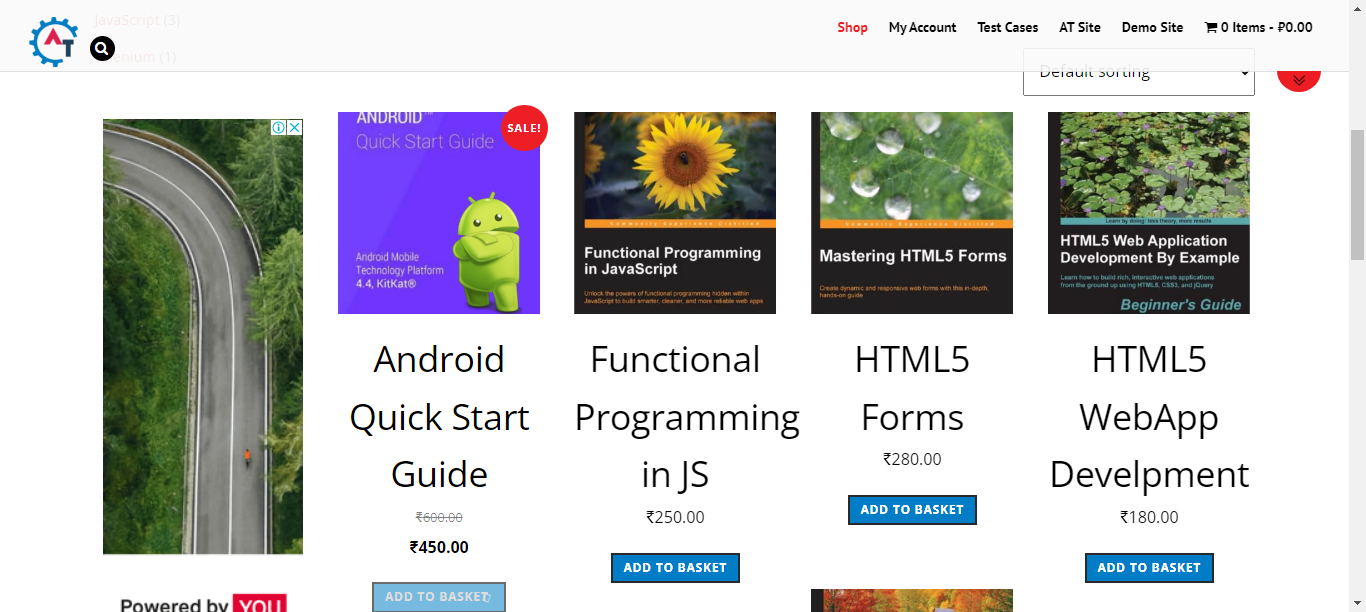 JavaScript (3)
enium (1)
AT
Shop
My Account
Test Cases
AT Site
Demo Site
0 Items - ₽0.00
Default sorting
ANDROID™
Quick Start Guide
SALE!
Android Mobile
Technology Platform
4.4, KitKat®
Community Experience Distilled
Functional Programming
in JavaScript
Unlock the powers of functional programming hidden within
JavaScript to build smarter, cleaner, and more reliable web apps
Community Experience Distilled
Mastering HTML5 Forms
Create dynamic and responsive web forms with this in-depth,
hands-on guide
Learn by doing: less theory, more results
HTML5 Web Application
Development By Example
Learn how to build rich, interactive web applications
from the ground up using HTML5, CSS3, and jQuery
Beginner's Guide
Android
Quick Start
Guide
₹600.00
₹450.00
ADD TO BASKET
Functional
Programming
in JS
₹250.00
ADD TO BASKET
HTML5
Forms
₹280.00
ADD TO BASKET
HTML5
WebApp
Develpment
₹180.00
ADD TO BASKET
Powered by YOU